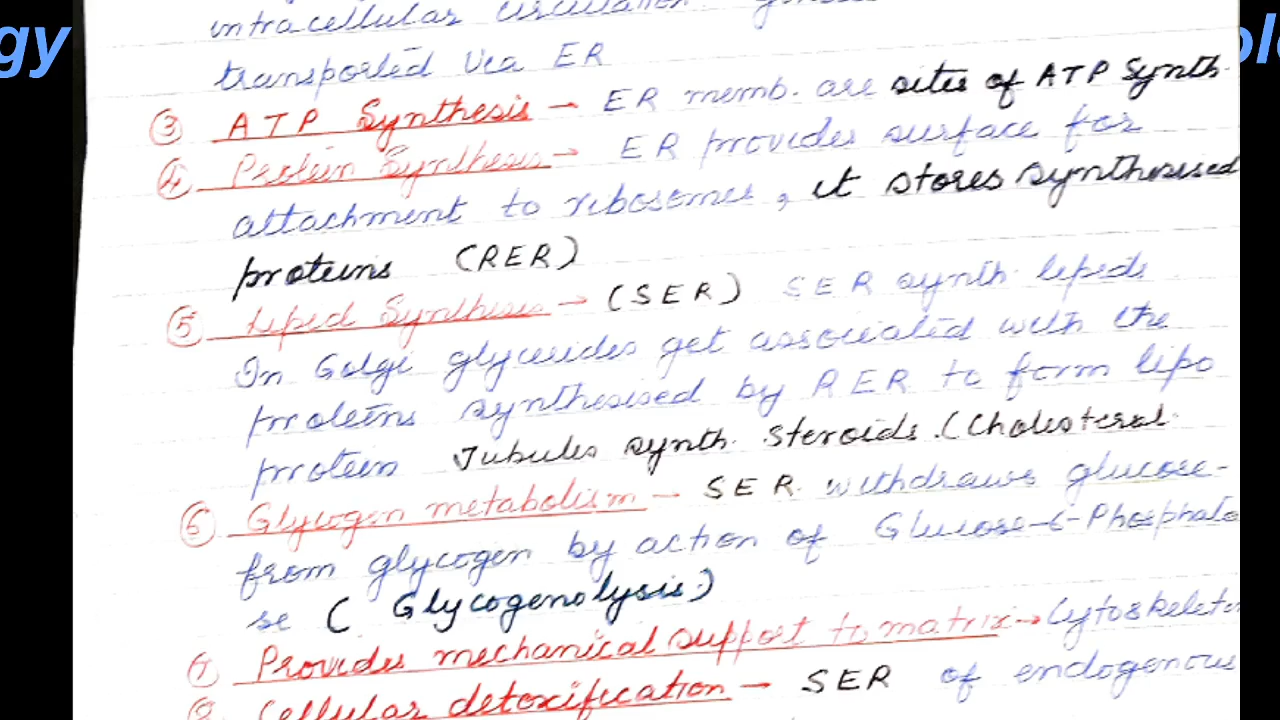 gy
intracellular circulation
transported via ER
③ ATP Synthesis → ER memb. are sites of ATP Synth.
④ Protein Synthesis → ER provides surface for
attachment to ribosomes, it stores synthesised
proteins (RER)
⑤ Lipid Synthesis → (SER) SER synth. lipids
In Golgi glycerides get associated with the
proteins synthesised by RER to form lipo
protein Tubules synth. Steroids. (Cholesterol.
⑥ Glycogen metabolism → SER. withdraws glucose-
from glycogen by action of Glucose-6-Phosphata
se (Glycogenolysis)
⑦ Provides mechanical support to matrix → Cytoskeleton
⑧ Cellular detoxification → SER of endogenous